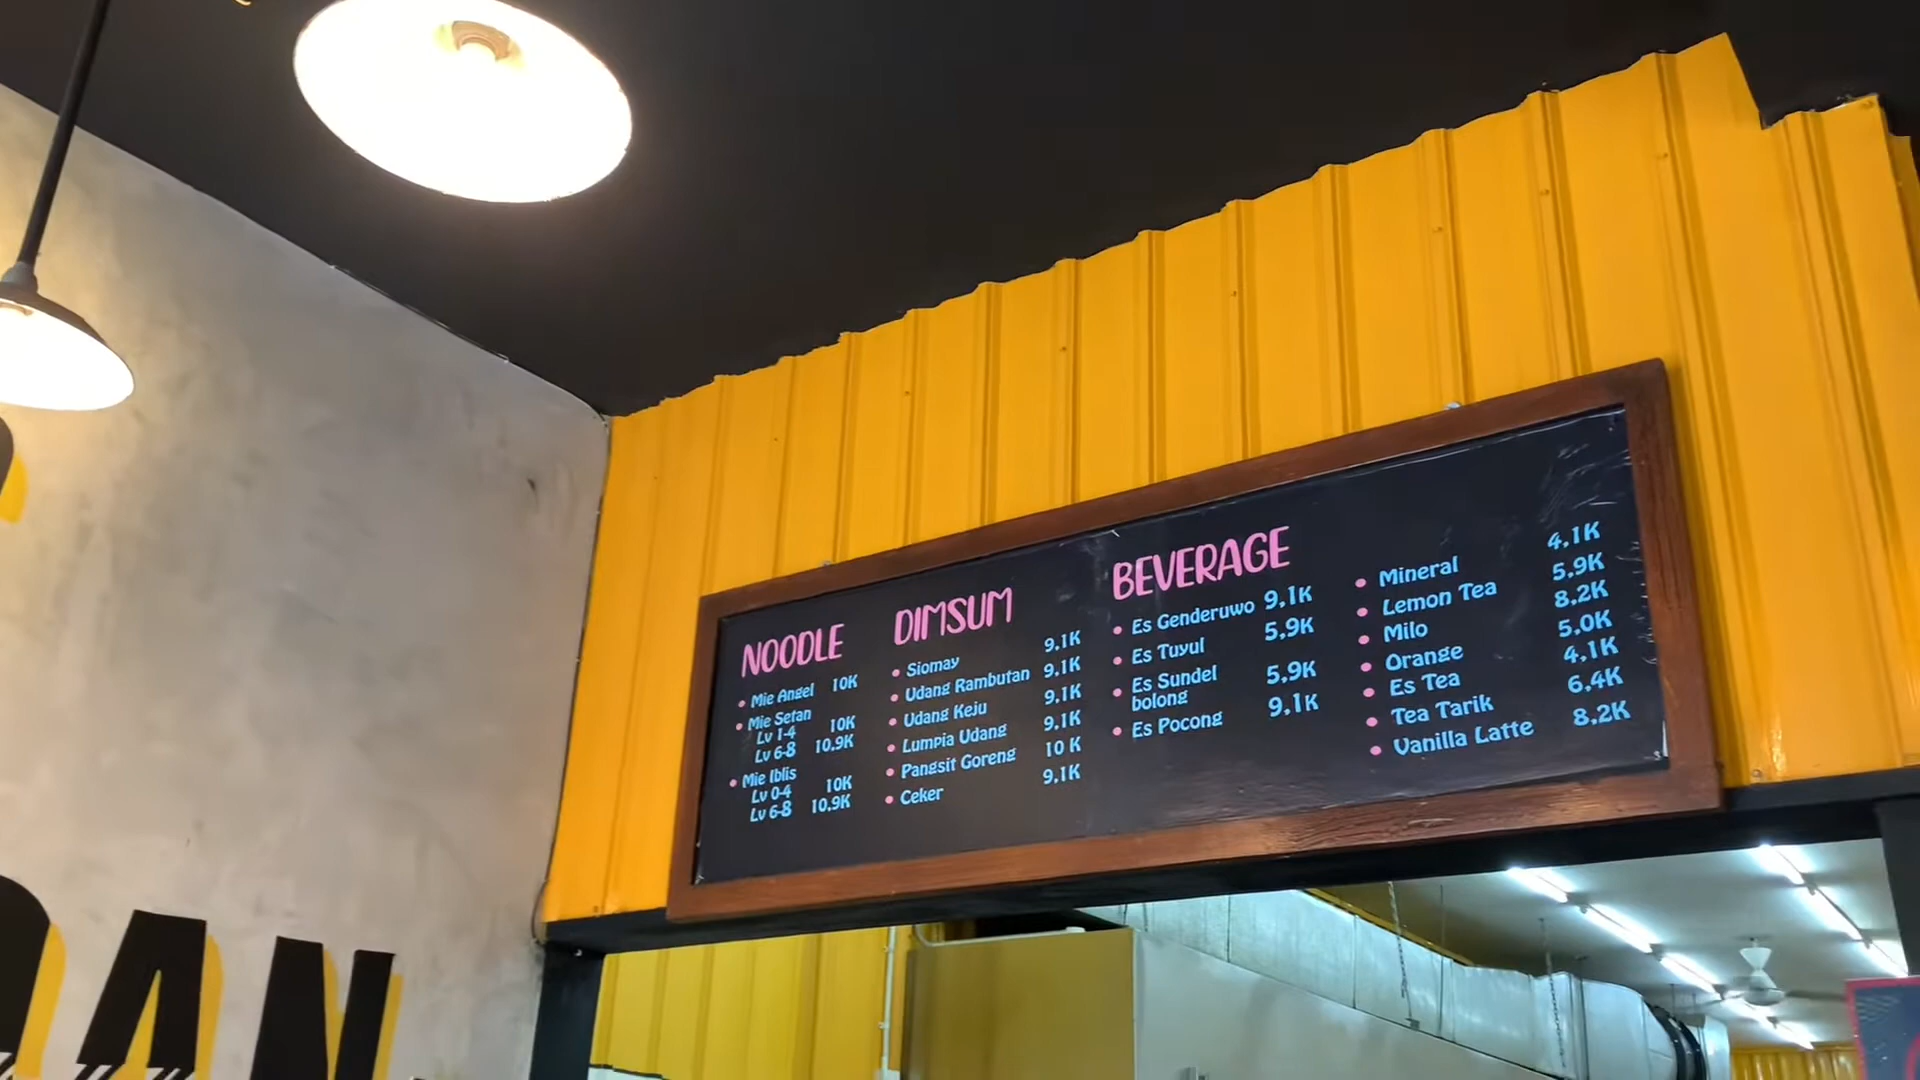 NOODLE
• Mie Angel 10K
• Mie Setan
Lv 1-4 10K
Lv 6-8 10,9K
• Mie Iblis
Lv 0-4 10K
Lv 6-8 10,9K
DIMSUM
• Siomay 9,1K
• Udang Rambutan 9,1K
• Udang Keju 9,1K
• Lumpia Udang 9,1K
• Pangsit Goreng 10 K
• Ceker 9,1K
BEVERAGE
• Es Genderuwo 9,1K
• Es Tuyul 5,9K
• Es Sundel 5,9K
bolong
• Es Pocong 9,1K
• Mineral 4,1K
• Lemon Tea 5,9K
• Milo 8,2K
• Orange 5,0K
• Es Tea 4,1K
• Tea Tarik 6,4K
• Vanilla Latte 8,2K